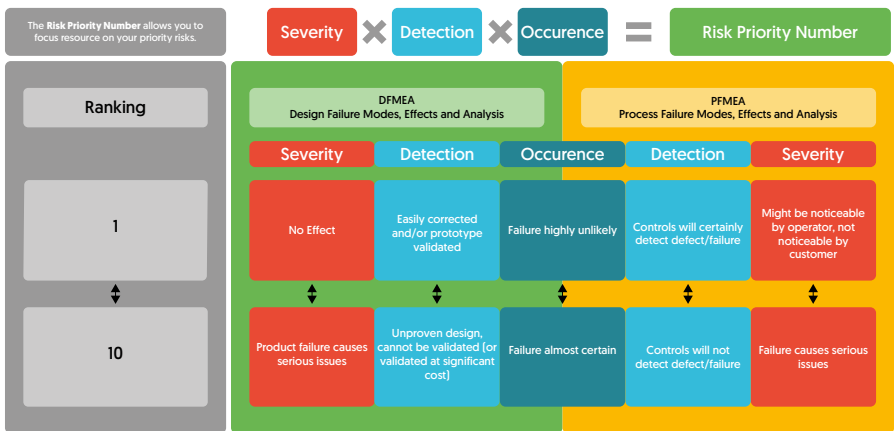 The Risk Priority Number allows you to
focus resource on your priority risks.
Severity × Detection × Occurence = Risk Priority Number
Ranking
DFMEA
Design Failure Modes, Effects and Analysis
PFMEA
Process Failure Modes, Effects and Analysis
Severity
Detection
Occurence
Detection
Severity
1
No Effect
Easily corrected
and/or prototype
validated
Failure highly unlikely
Controls will certainly
detect defect/failure
Might be noticeable
by operator, not
noticeable by
customer
10
Product failure causes
serious issues
Unproven design,
cannot be validated (or
validated at significant
cost)
Failure almost certain
Controls will not
detect defect/failure
Failure causes serious
issues